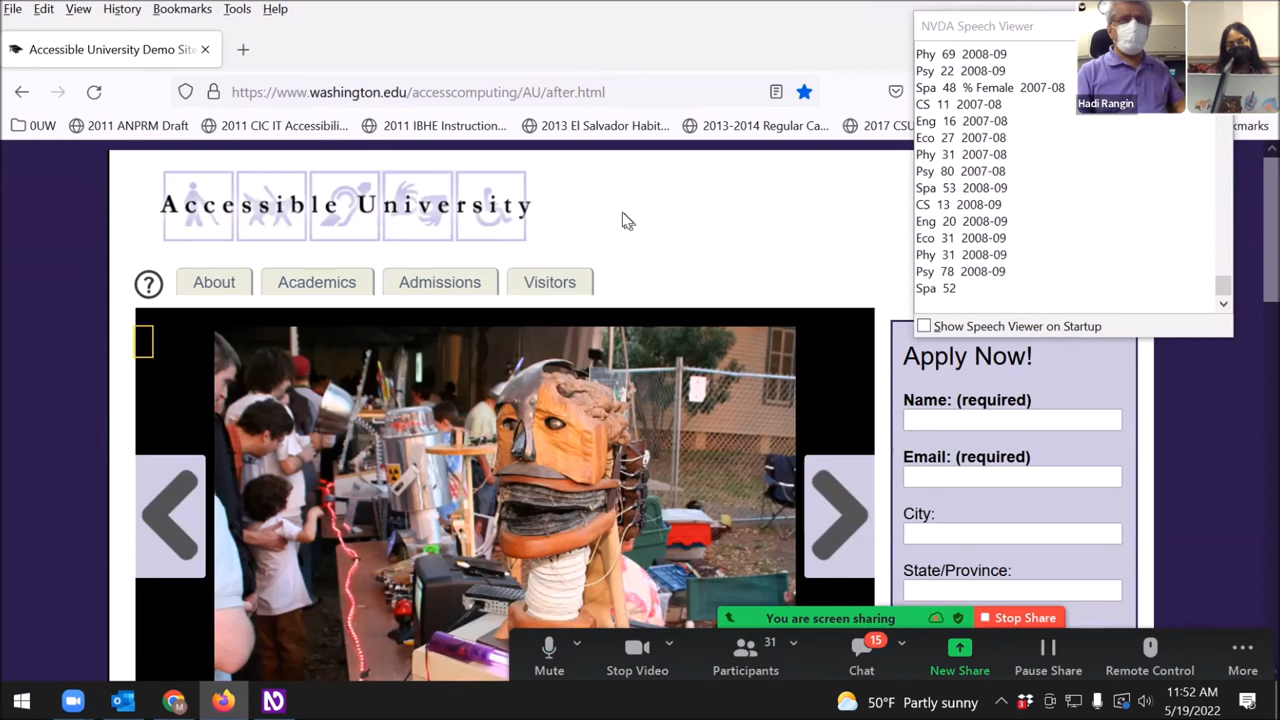 File Edit View History Bookmarks Tools Help
Accessible University Demo Sit
https://www.washington.edu/accesscomputing/AU/after.html
0UW 2011 ANPRM Draft 2011 CIC IT Accessibili... 2011 IBHE Instruction... 2013 El Salvador Habit... 2013-2014 Regular Ca... 2017 CSU
kmarks
NVDA Speech Viewer
Phy 69 2008-09
Psy 22 2008-09
Spa 48 % Female 2007-08
CS 11 2007-08
Eng 16 2007-08
Eco 27 2007-08
Phy 31 2007-08
Psy 80 2007-08
Spa 53 2008-09
CS 13 2008-09
Eng 20 2008-09
Eco 31 2008-09
Phy 31 2008-09
Psy 78 2008-09
Spa 52
Show Speech Viewer on Startup
Hadi Rangin
Accessible University
? About Academics Admissions Visitors
Apply Now!
Name: (required)
Email: (required)
City:
State/Province:
You are screen sharing Stop Share
31 15
Mute Stop Video Participants Chat New Share Pause Share Remote Control More
50°F Partly sunny
11:52 AM
5/19/2022